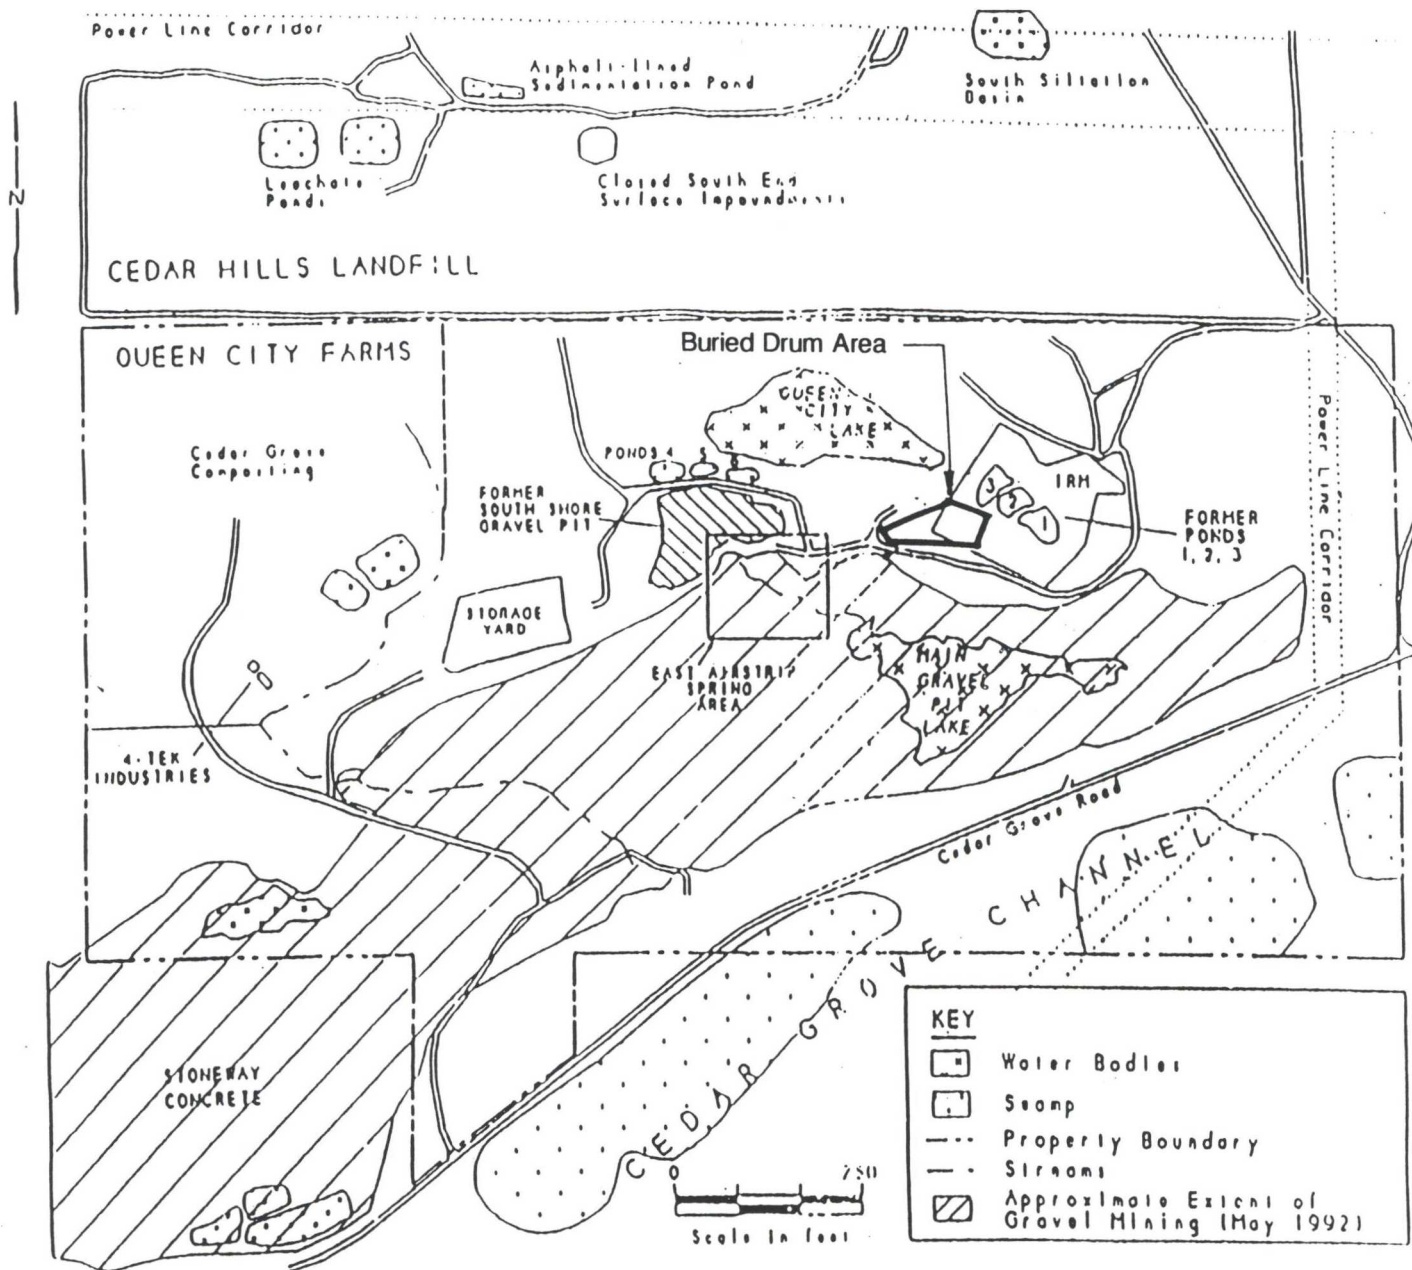 Power Line Corridor
Asphalt-lined
Sedimentation Pond
South Siltation
Basin
Leachate
Ponds
Closed South End
Surface Impoundments
N
CEDAR HILLS LANDFILL
QUEEN CITY FARMS
Buried Drum Area
QUEEN
CITY
LAKE
Cedar Grove
Composting
PONDS 4
5
6
IRM
3
2
1
FORMER
SOUTH SHORE
GRAVEL PIT
FORMER
PONDS
1, 2, 3
Power Line Corridor
STORAGE
YARD
EAST AIRSTRIP
SPRING
AREA
MAIN
GRAVEL
PIT
LAKE
4-TEK
INDUSTRIES
Cedar Grove Road
CEDAR GROVE CHANNEL
STONEWAY
CONCRETE
0
250
Scale in feet
KEY
Water Bodies
Swamp
Property Boundary
Streams
Approximate Extent of
Gravel Mining (May 1992)